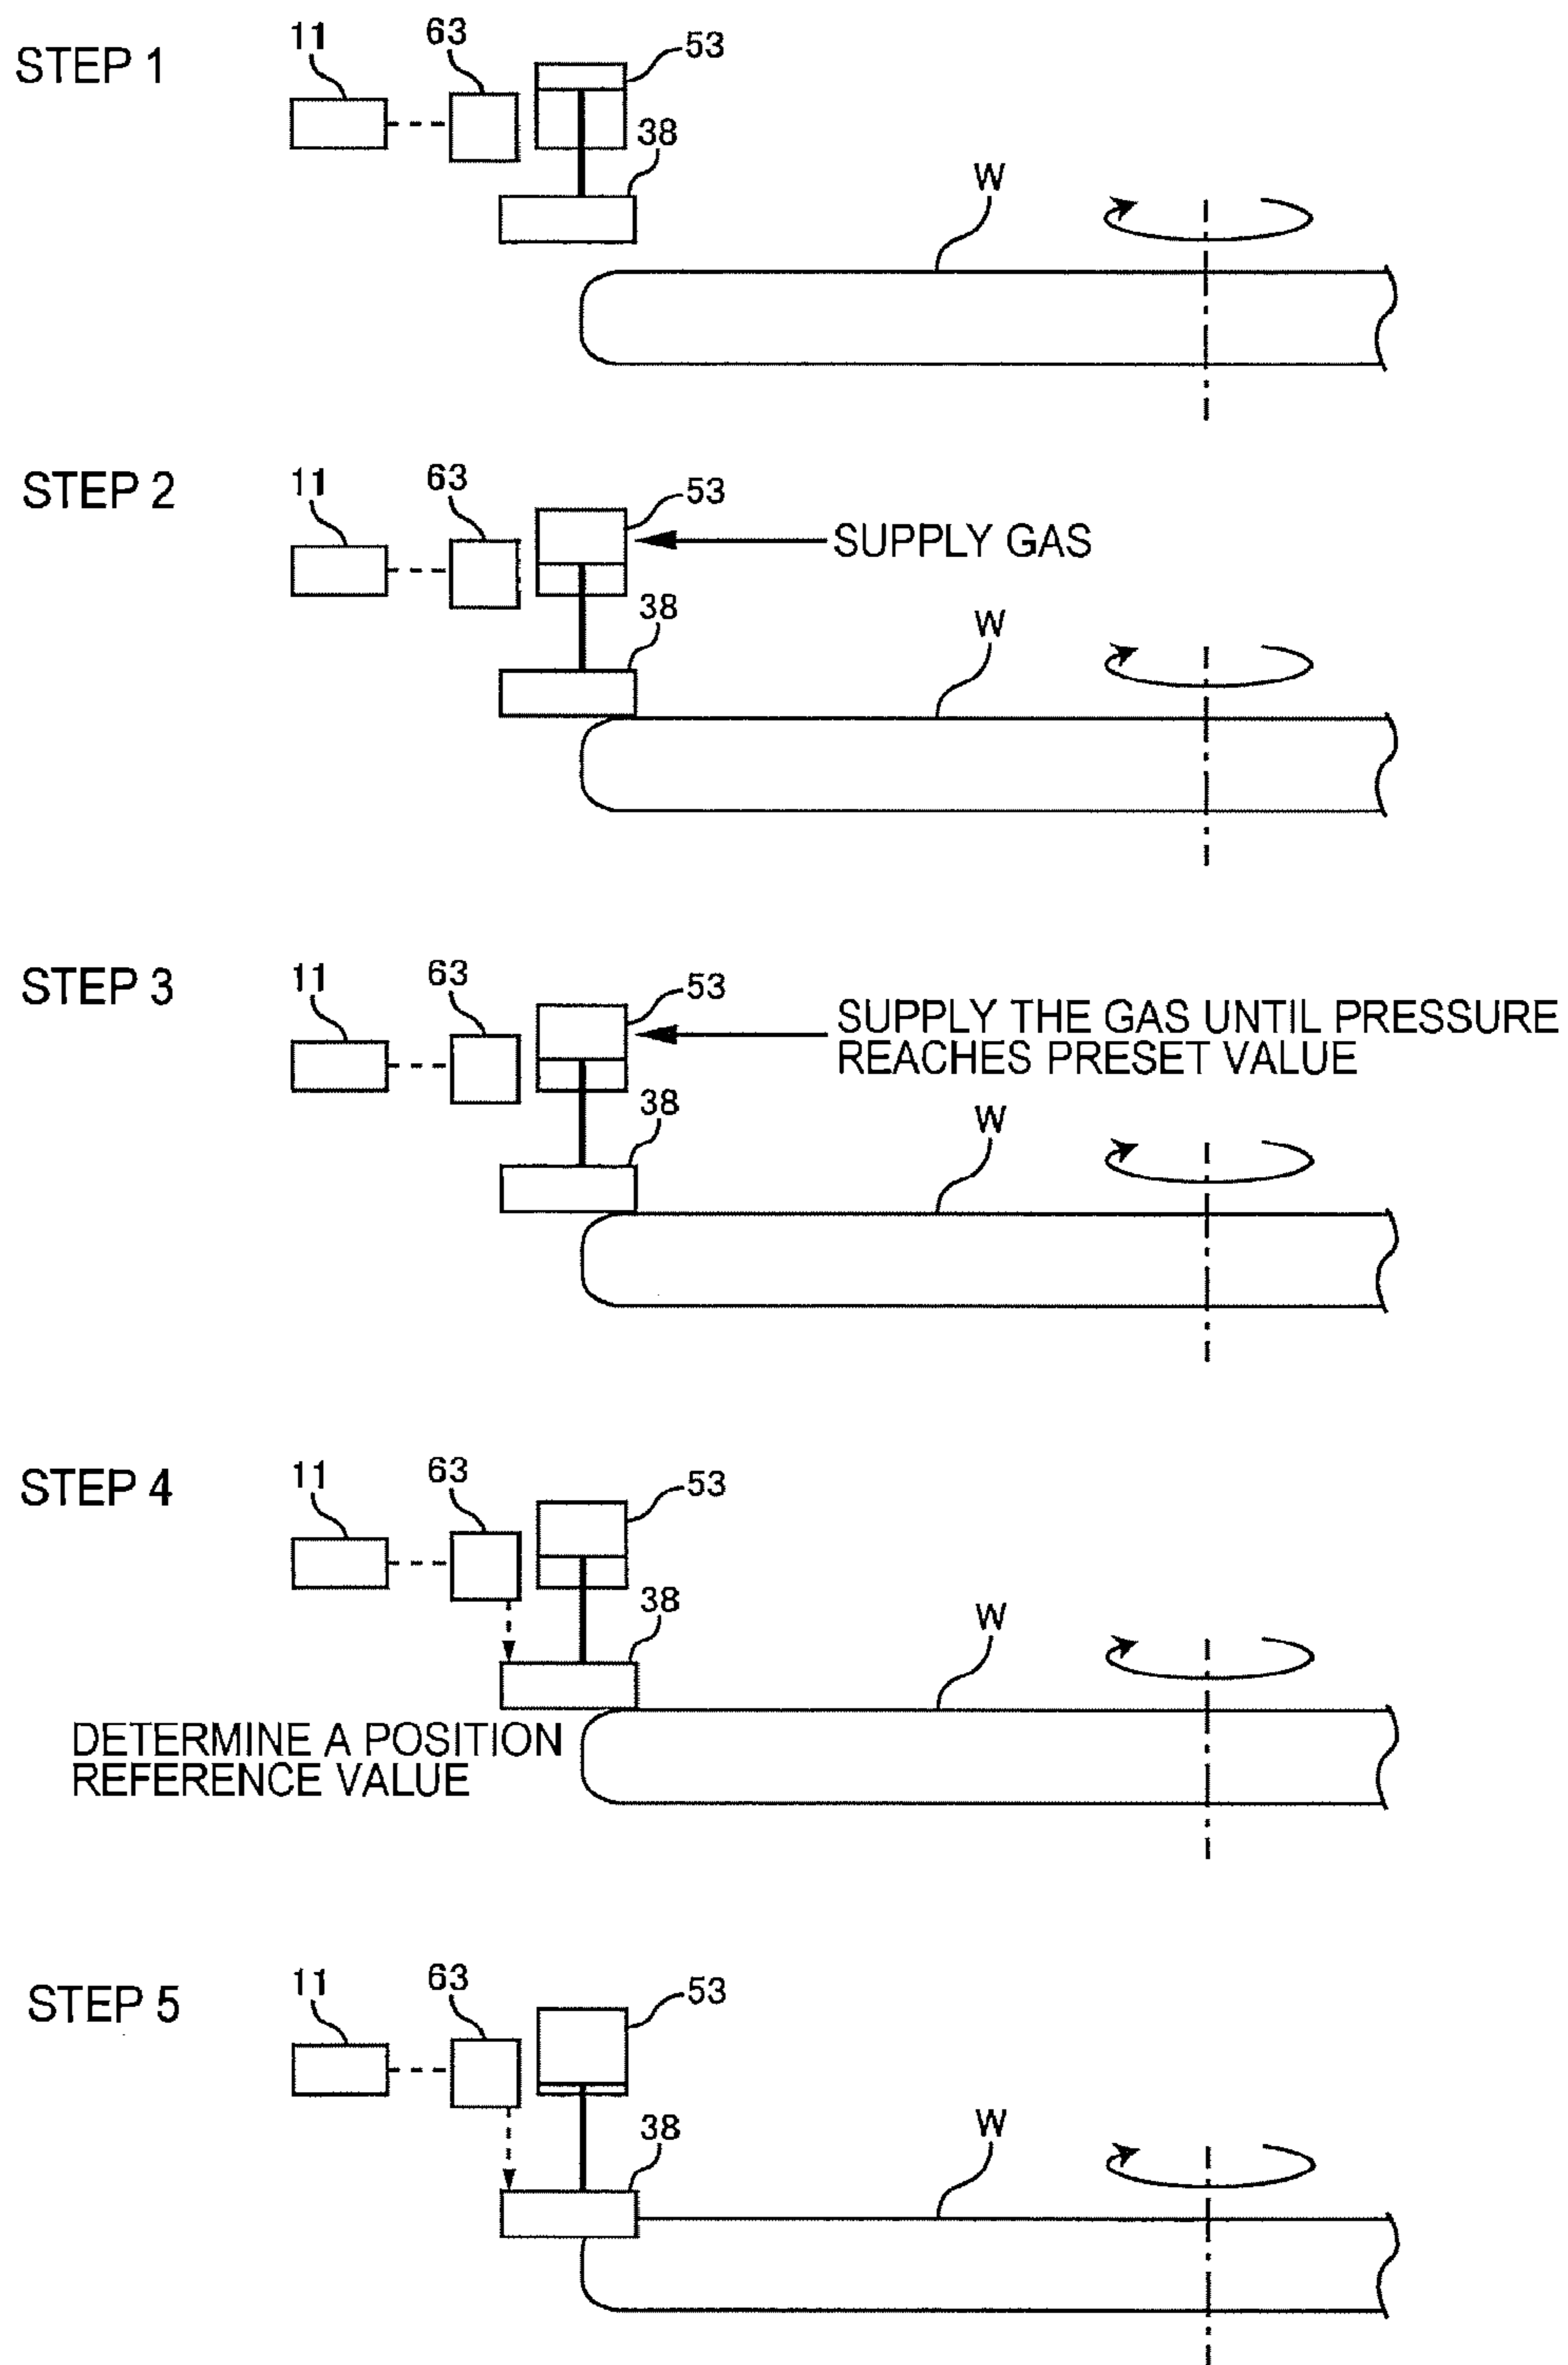 STEP 1
11
63
53
38
W
STEP 2
11
63
53
SUPPLY GAS
38
W
STEP 3
11
63
53
SUPPLY THE GAS UNTIL PRESSURE
REACHES PRESET VALUE
38
W
STEP 4
11
63
53
38
W
DETERMINE A POSITION
REFERENCE VALUE
STEP 5
11
63
53
38
W